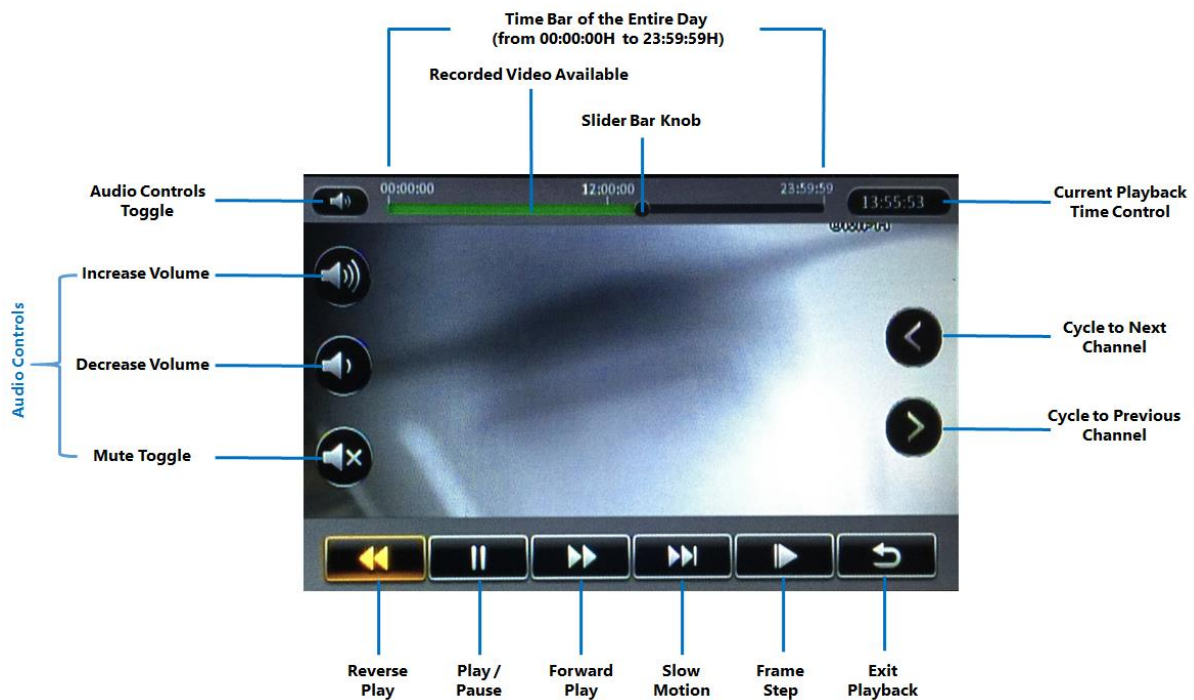 Time Bar of the Entire Day
(from 00:00:00H to 23:59:59H)
Recorded Video Available
Slider Bar Knob
Audio Controls
Toggle
00:00:00
12:00:00
23:59:59
13:55:53
Current Playback
Time Control
Increase Volume
Decrease Volume
Mute Toggle
Audio Controls
Cycle to Next
Channel
Cycle to Previous
Channel
Reverse
Play
Play /
Pause
Forward
Play
Slow
Motion
Frame
Step
Exit
Playback